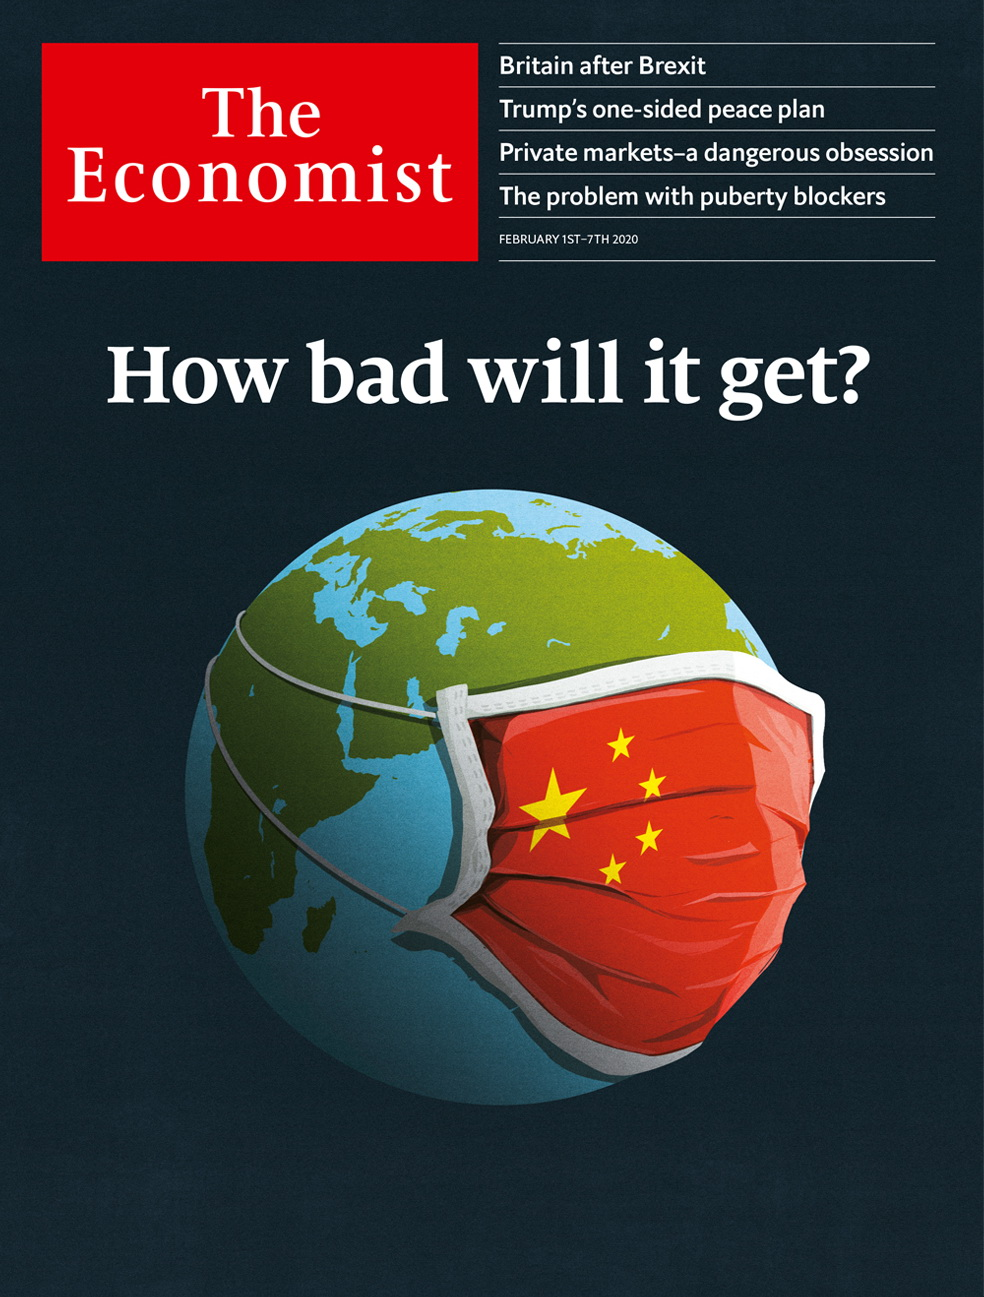 The
Economist
Britain after Brexit
Trump's one-sided peace plan
Private markets–a dangerous obsession
The problem with puberty blockers
FEBRUARY 1ST–7TH 2020
How bad will it get?